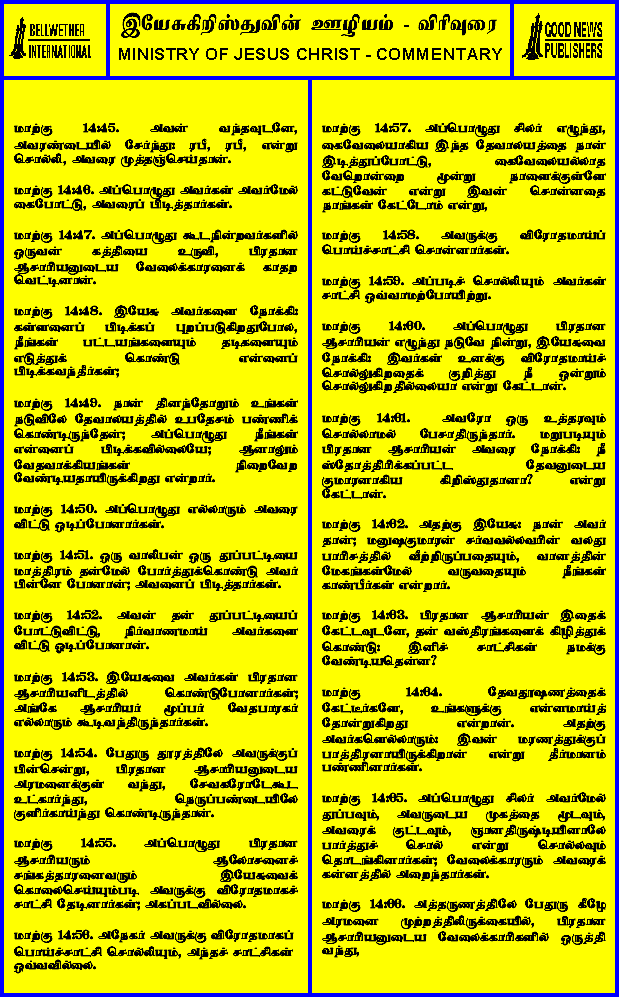 BELLWETHER
INTERNATIONAL
இயேசுகிறிஸ்துவின் ஊழியம் - விரிவுரை
MINISTRY OF JESUS CHRIST - COMMENTARY
GOOD NEWS
PUBLISHERS
மாற்கு 14:45. அவன் வந்தவுடனே,
அவரண்டையில் சேர்ந்து: ரபீ, ரபீ, என்று
சொல்லி, அவரை முத்தஞ்செய்தான்.
மாற்கு 14:46. அப்பொழுது அவர்கள் அவர்மேல்
கைபோட்டு, அவரைப் பிடித்தார்கள்.
மாற்கு 14:47. அப்பொழுது கூடநின்றவர்களில்
ஒருவன் கத்தியை உருவி, பிரதான
ஆசாரியனுடைய வேலைக்காரனைக் காதற
வெட்டினான்.
மாற்கு 14:48. இயேசு அவர்களை நோக்கி:
கள்ளனைப் பிடிக்கப் புறப்படுகிறதுபோல,
நீங்கள் பட்டயங்களையும் தடிகளையும்
எடுத்துக் கொண்டு என்னைப்
பிடிக்கவந்தீர்கள்;
மாற்கு 14:49. நான் தினந்தோறும் உங்கள்
நடுவிலே தேவாலயத்தில் உபதேசம் பண்ணிக்
கொண்டிருந்தேன்; அப்பொழுது நீங்கள்
என்னைப் பிடிக்கவில்லையே; ஆனாலும்
வேதவாக்கியங்கள் நிறைவேற
வேண்டியதாயிருக்கிறது என்றார்.
மாற்கு 14:50. அப்பொழுது எல்லாரும் அவரை
விட்டு ஓடிப்போனார்கள்.
மாற்கு 14:51. ஒரு வாலிபன் ஒரு துப்பட்டியை
மாத்திரம் தன்மேல் போர்த்துக்கொண்டு அவர்
பின்னே போனான்; அவனைப் பிடித்தார்கள்.
மாற்கு 14:52. அவன் தன் துப்பட்டியைப்
போட்டுவிட்டு, நிர்வாணமாய் அவர்களை
விட்டு ஓடிப்போனான்.
மாற்கு 14:53. இயேசுவை அவர்கள் பிரதான
ஆசாரியனிடத்தில் கொண்டுபோனார்கள்;
அங்கே ஆசாரியர் மூப்பர் வேதபாரகர்
எல்லாரும் கூடிவந்திருந்தார்கள்.
மாற்கு 14:54. பேதுரு தூரத்திலே அவருக்குப்
பின்சென்று, பிரதான ஆசாரியனுடைய
அரமனைக்குள் வந்து, சேவகரோடேகூட
உட்கார்ந்து, நெருப்பண்டையிலே
குளிர்காய்ந்து கொண்டிருந்தான்.
மாற்கு 14:55. அப்பொழுது பிரதான
ஆசாரியரும் ஆலோசனைச்
சங்கத்தாரனைவரும் இயேசுவைக்
கொலைசெய்யும்படி அவருக்கு விரோதமாகச்
சாட்சி தேடினார்கள்; அகப்படவில்லை.
மாற்கு 14:56. அநேகர் அவருக்கு விரோதமாகப்
பொய்ச்சாட்சி சொல்லியும், அந்தச் சாட்சிகள்
ஒவ்வவில்லை.
மாற்கு 14:57. அப்பொழுது சிலர் எழுந்து,
கைவேலையாகிய இந்த தேவாலயத்தை நான்
இடித்துப்போட்டு, கைவேலையல்லாத
வேறொன்றை மூன்று நாளைக்குள்ளே
கட்டுவேன் என்று இவன் சொன்னதை
நாங்கள் கேட்டோம் என்று,
மாற்கு 14:58. அவருக்கு விரோதமாய்ப்
பொய்ச்சாட்சி சொன்னார்கள்.
மாற்கு 14:59. அப்படிச் சொல்லியும் அவர்கள்
சாட்சி ஒவ்வாமற்போயிற்று.
மாற்கு 14:60. அப்பொழுது பிரதான
ஆசாரியன் எழுந்து நடுவே நின்று, இயேசுவை
நோக்கி: இவர்கள் உனக்கு விரோதமாய்ச்
சொல்லுகிறதைக் குறித்து நீ ஒன்றும்
சொல்லுகிறதில்லையா என்று கேட்டான்.
மாற்கு 14:61. அவரோ ஒரு உத்தரவும்
சொல்லாமல் பேசாதிருந்தார். மறுபடியும்
பிரதான ஆசாரியன் அவரை நோக்கி: நீ
ஸ்தோத்திரிக்கப்பட்ட தேவனுடைய
குமாரனாகிய கிறிஸ்துதானா? என்று
கேட்டான்.
மாற்கு 14:62. அதற்கு இயேசு: நான் அவர்
தான்; மனுஷகுமாரன் சர்வவல்லவரின் வலது
பாரிசத்தில் வீற்றிருப்பதையும், வானத்தின்
மேகங்கள்மேல் வருவதையும் நீங்கள்
காண்பீர்கள் என்றார்.
மாற்கு 14:63. பிரதான ஆசாரியன் இதைக்
கேட்டவுடனே, தன் வஸ்திரங்களைக் கிழித்துக்
கொண்டு: இனிச் சாட்சிகள் நமக்கு
வேண்டியதென்ன?
மாற்கு 14:64. தேவதூஷணத்தைக்
கேட்டீர்களே, உங்களுக்கு என்னமாய்த்
தோன்றுகிறது என்றான். அதற்கு
அவர்களெல்லாரும்: இவன் மரணத்துக்குப்
பாத்திரனாயிருக்கிறான் என்று தீர்மானம்
பண்ணினார்கள்.
மாற்கு 14:65. அப்பொழுது சிலர் அவர்மேல்
துப்பவும், அவருடைய முகத்தை மூடவும்,
அவரைக் குட்டவும், ஞானதிருஷ்டியினாலே
பார்த்துச் சொல் என்று சொல்லவும்
தொடங்கினார்கள்; வேலைக்காரரும் அவரைக்
கன்னத்தில் அறைந்தார்கள்.
மாற்கு 14:66. அத்தருணத்திலே பேதுரு கீழே
அரமனை முற்றத்திலிருக்கையில், பிரதான
ஆசாரியனுடைய வேலைக்காரிகளில் ஒருத்தி
வந்து,